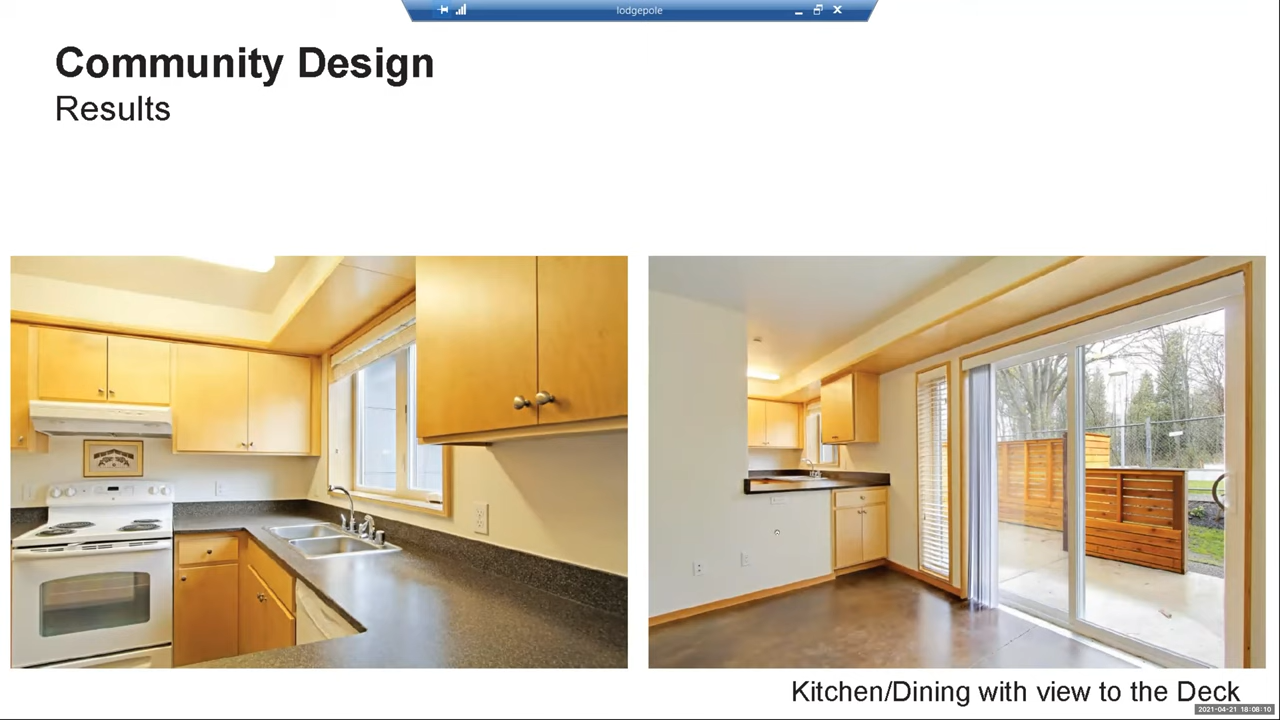 lodgepole
Community Design
Results
Kitchen/Dining with view to the Deck
2021-04-21 18:08:10